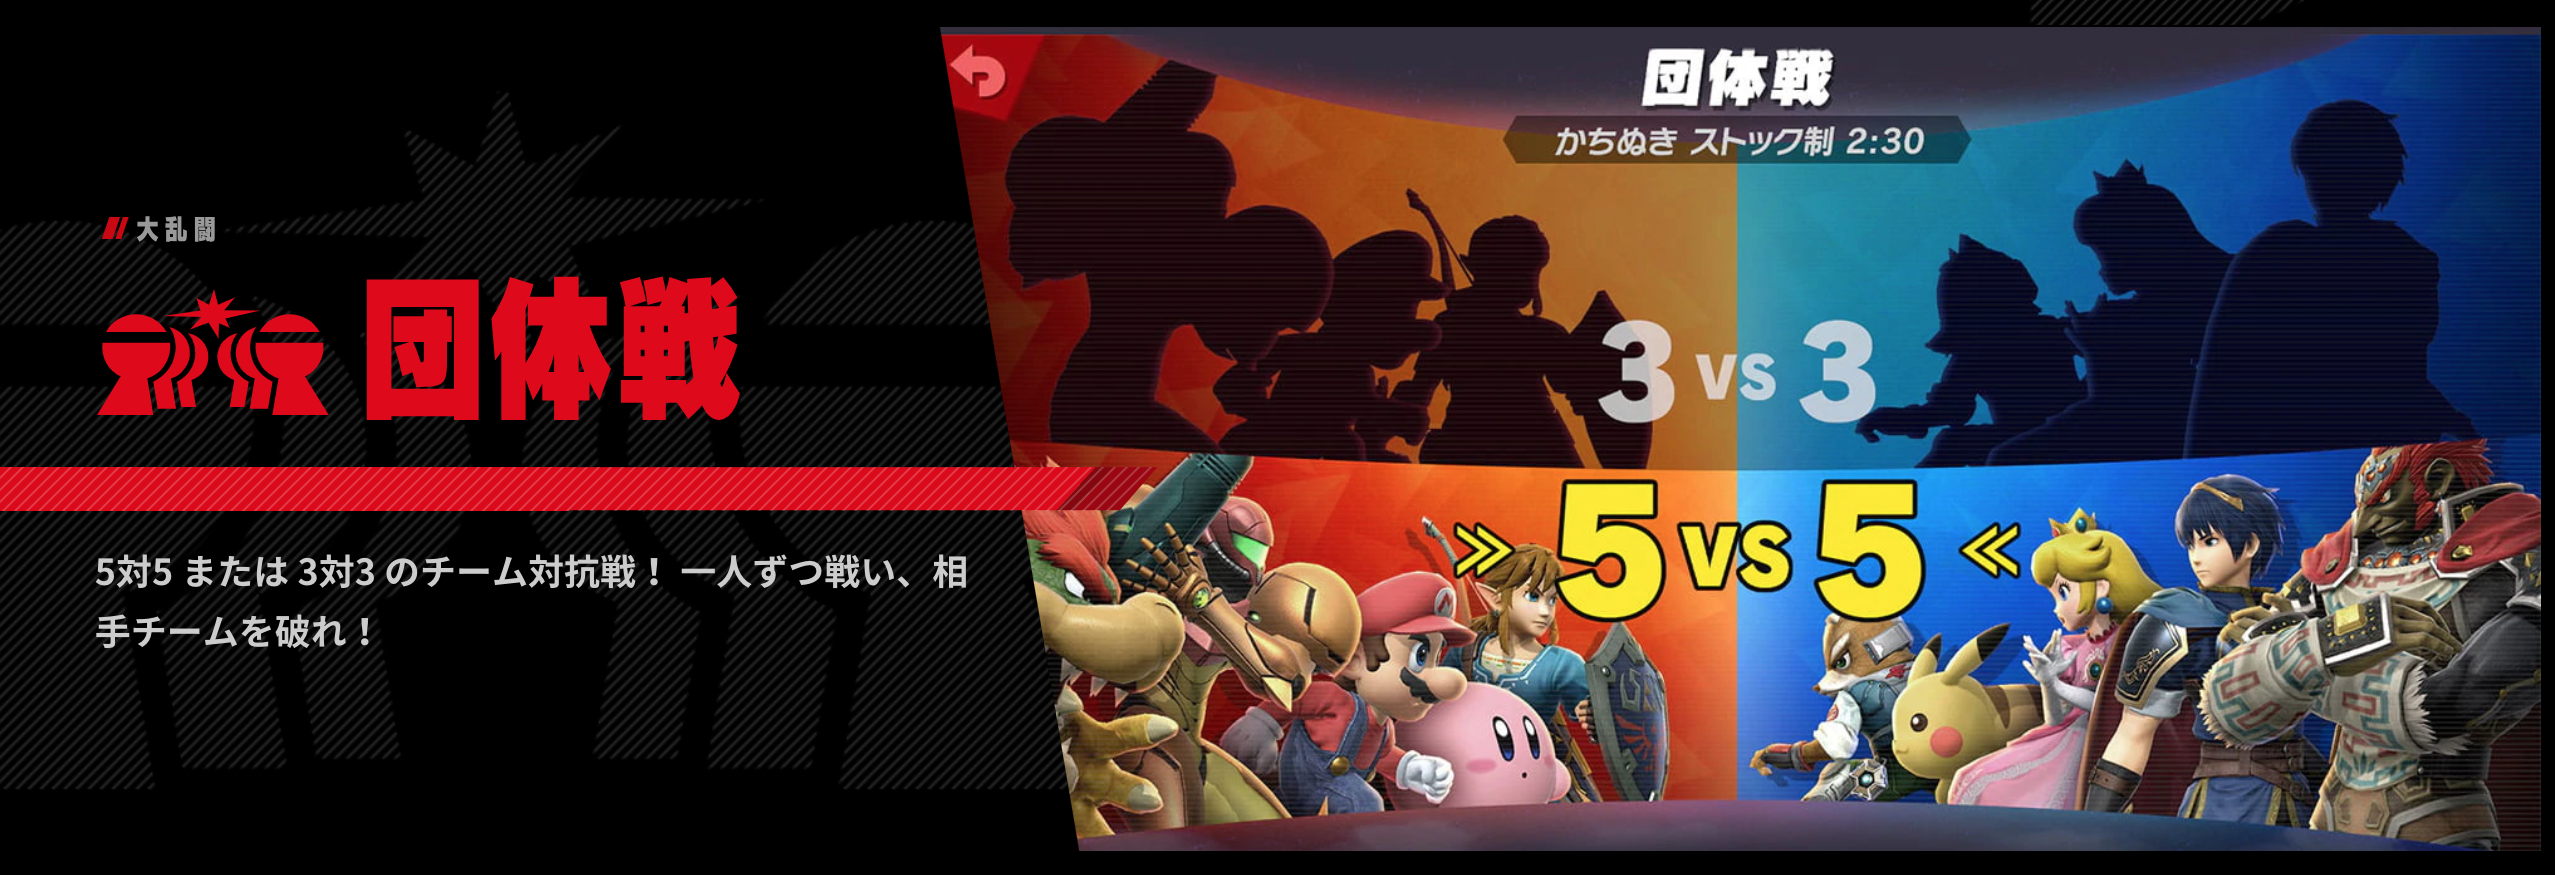 大乱闘
団体戦
5対5 または 3対3 のチーム対抗戦！ 一人ずつ戦い、相
手チームを破れ！
団体戦
かちぬき ストック制 2:30
3 vs 3
5 vs 5